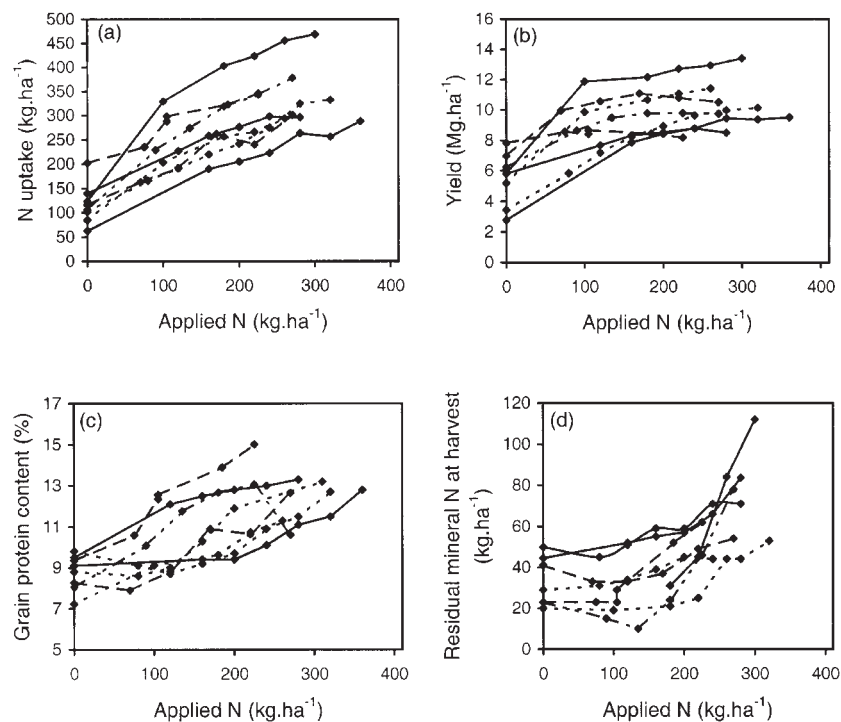 (a)
N uptake (kg.ha⁻¹)
500
450
400
350
300
250
200
150
100
50
0
0 100 200 300 400
Applied N (kg.ha⁻¹)
(b)
Yield (Mg.ha⁻¹)
16
14
12
10
8
6
4
2
0
0 100 200 300 400
Applied N (kg.ha⁻¹)
(c)
Grain protein content (%)
17
15
13
11
9
7
5
0 100 200 300 400
Applied N (kg.ha⁻¹)
(d)
Residual mineral N at harvest
(kg.ha⁻¹)
120
100
80
60
40
20
0
0 100 200 300 400
Applied N (kg.ha⁻¹)